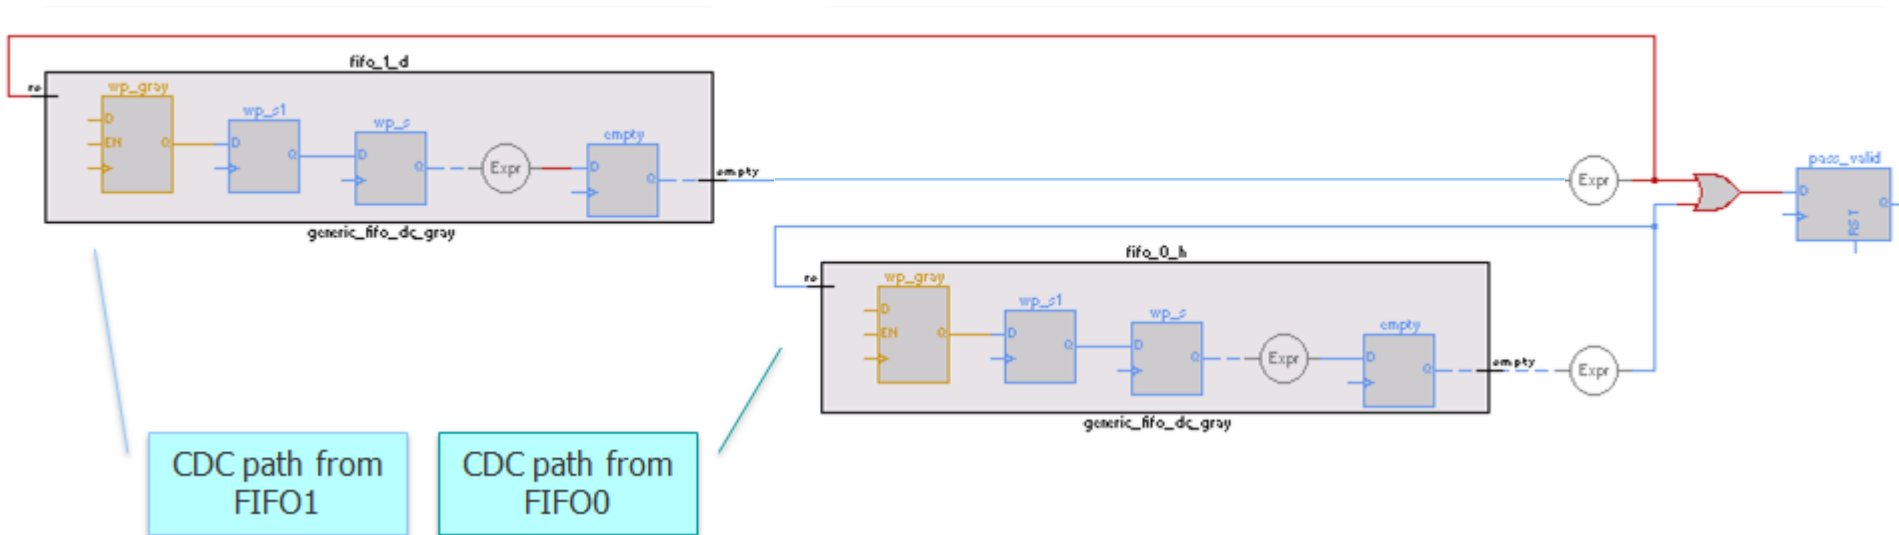 fifo_1_d
re
wp_gray
D
EN
Q
wp_s1
D
Q
wp_s
D
Q
Expr
empty
D
Q
empty
generic_fifo_dc_gray
Expr
pass_valid
D
Q
RST
fifo_0_h
re
wp_gray
D
EN
Q
wp_s1
D
Q
wp_s
D
Q
Expr
empty
D
Q
empty
generic_fifo_dc_gray
Expr
CDC path from
FIFO1
CDC path from
FIFO0